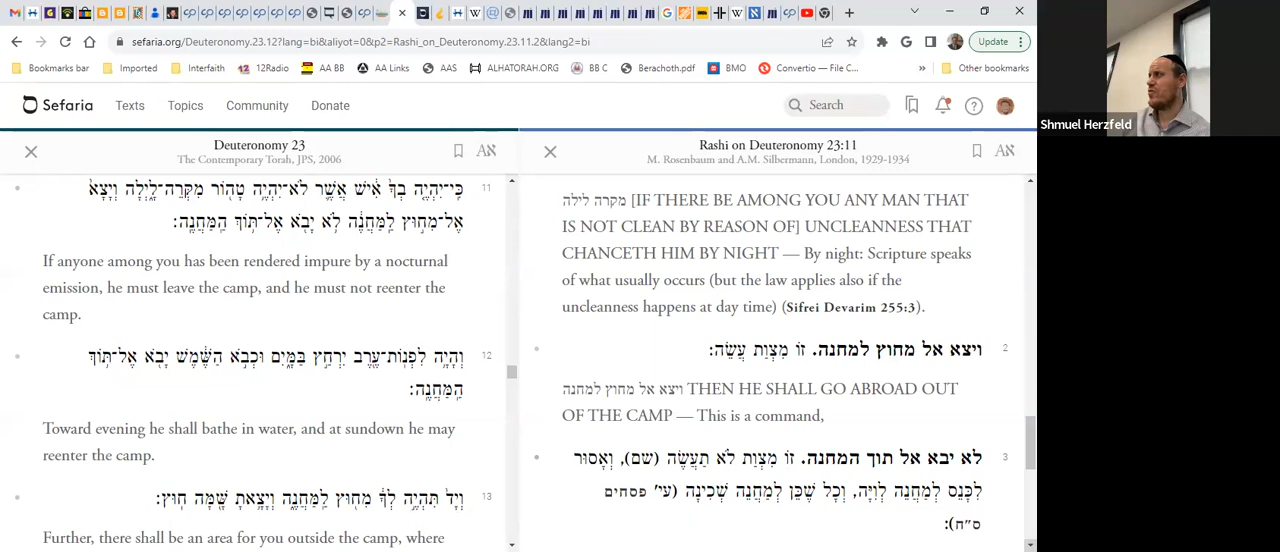 Update
sefaria.org/Deuteronomy.23.12?lang=bi&aliyot=0&p2=Rashi_on_Deuteronomy.23.11.2&lang2=bi
Bookmarks bar Imported Interfaith 12Radio AA BB AA Links AAS ALHATORAH.ORG BB C Berachoth.pdf BMO Convertio — File C... » Other bookmarks
Shmuel Herzfeld
Sefaria Texts Topics Community Donate Search
Deuteronomy 23
The Contemporary Torah, JPS, 2006
כִּֽי־יִהְיֶ֤ה בְךָ֙ אִ֔ישׁ אֲשֶׁ֛ר לֹא־יִהְיֶ֥ה טָה֖וֹר מִקְּרֵה־לָ֑יְלָה וְיָצָא֙ 11
אֶל־מִח֣וּץ לַֽמַּחֲנֶ֔ה לֹ֥א יָבֹ֖א אֶל־תּ֥וֹךְ הַֽמַּחֲנֶֽה׃
If anyone among you has been rendered impure by a nocturnal
emission, he must leave the camp, and he must not reenter the
camp.
וְהָיָ֥ה לִפְנֽוֹת־עֶ֖רֶב יִרְחַ֣ץ בַּמָּ֑יִם וּכְבֹ֣א הַשֶּׁ֔מֶשׁ יָבֹ֖א אֶל־תּ֥וֹךְ 12
הַֽמַּחֲנֶֽה׃
Toward evening he shall bathe in water, and at sundown he may
reenter the camp.
וְיָד֙ תִּהְיֶ֣ה לְךָ֔ מִח֖וּץ לַֽמַּחֲנֶ֑ה וְיָצָ֥אתָ שָּׁ֖מָּה חֽוּץ׃ 13
Further, there shall be an area for you outside the camp, where
Rashi on Deuteronomy 23:11
M. Rosenbaum and A.M. Silbermann, London, 1929-1934
מקרה לילה [IF THERE BE AMONG YOU ANY MAN THAT
IS NOT CLEAN BY REASON OF] UNCLEANNESS THAT
CHANCETH HIM BY NIGHT — By night: Scripture speaks
of what usually occurs (but the law applies also if the
uncleanness happens at day time) (Sifrei Devarim 255:3).
ויצא אל מחוץ למחנה. זוֹ מִצְוַת עֲשֵׂה: 2
ויצא אל מחוץ למחנה THEN HE SHALL GO ABROAD OUT
OF THE CAMP — This is a command,
לא יבא אל תוך המחנה. זוֹ מִצְוַת לֹא תַעֲשֶׂה (שם), וְאָסוּר 3
לִכָּנֵס לְמַחֲנֵה לְוִיָּה, וְכָל שֶׁכֵּן לְמַחֲנֵה שְׁכִינָה (עי' פסחים
ס״ח):